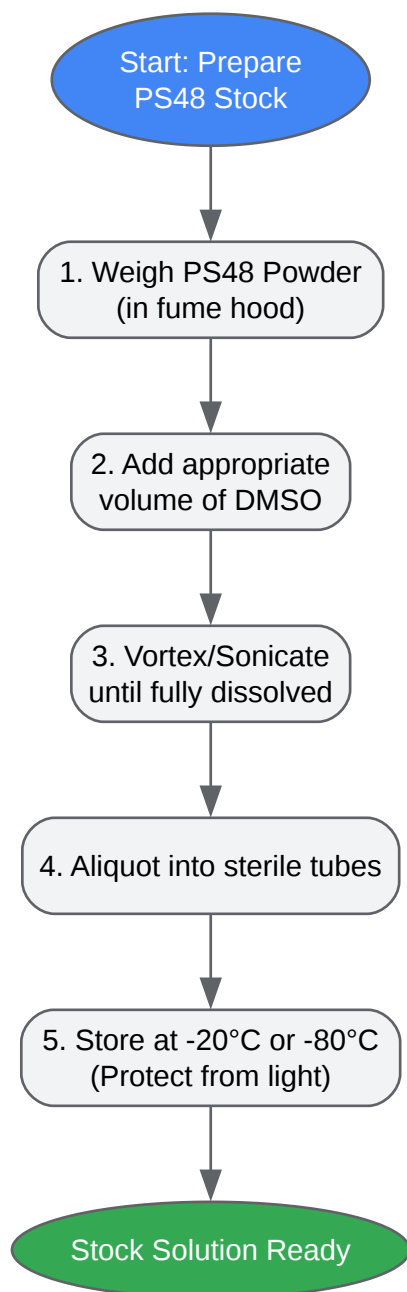 Start: Prepare
PS48 Stock
1. Weigh PS48 Powder
(in fume hood)
2. Add appropriate
volume of DMSO
3. Vortex/Sonicate
until fully dissolved
4. Aliquot into sterile tubes
5. Store at -20°C or -80°C
(Protect from light)
Stock Solution Ready